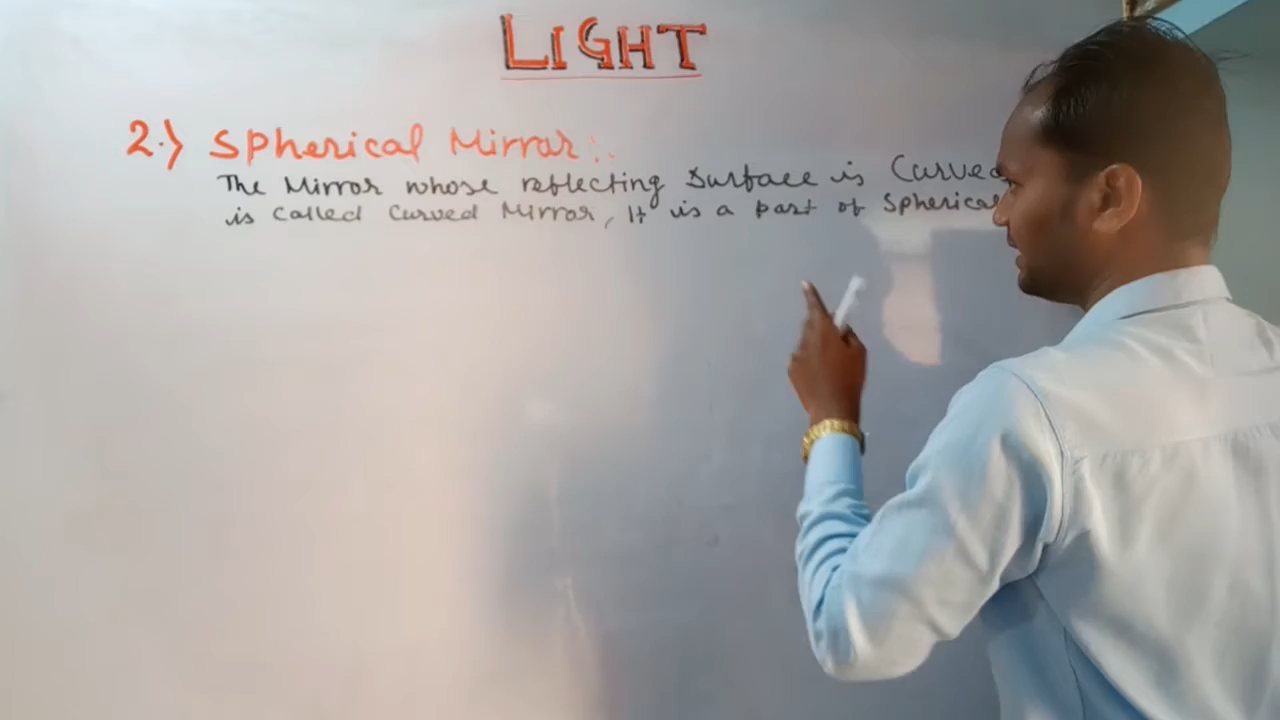 LIGHT
2.) Spherical Mirror:.
The Mirror whose reflecting Surface is Curved
is called Curved Mirror, It is a part of Spherical